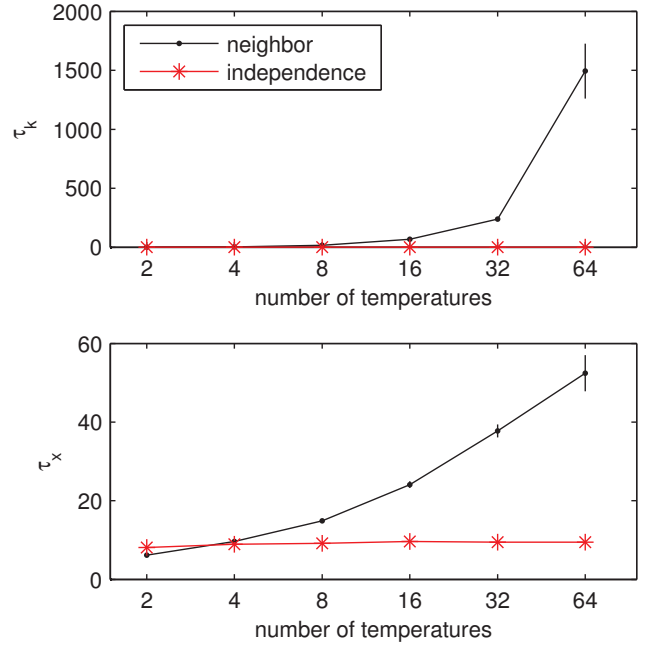 2000
1500
1000
500
0
τk
neighbor
independence
2 4 8 16 32 64
number of temperatures
60
40
20
0
τx
2 4 8 16 32 64
number of temperatures